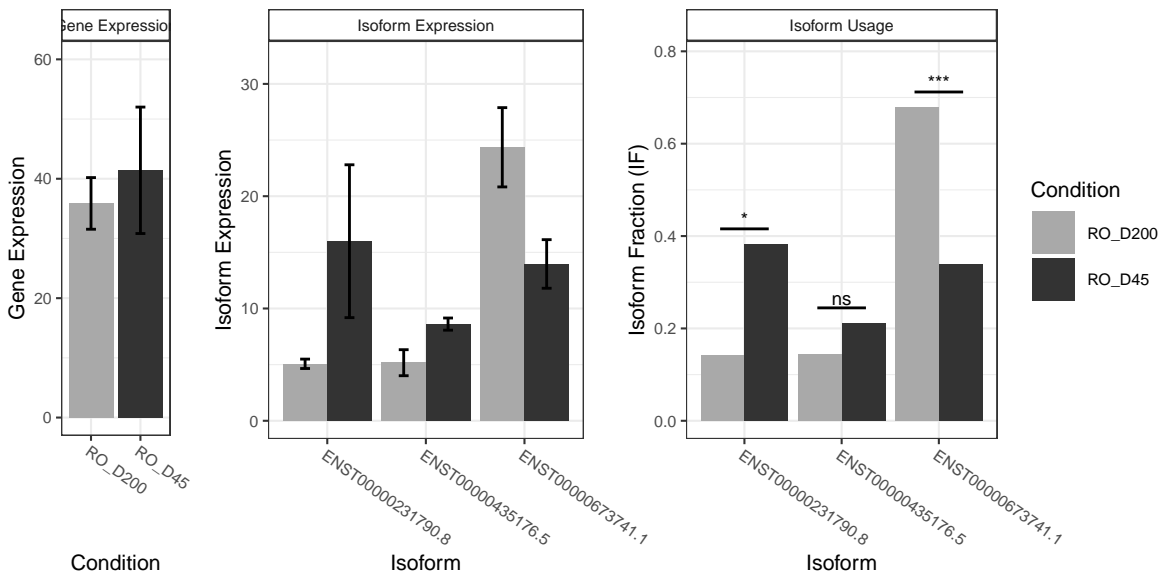 Gene Expression
Gene Expression
60
40
20
0
RO_D200
RO_D45
Condition
Isoform Expression
Isoform Expression
30
20
10
0
ENST00000231790.8
ENST00000435176.5
ENST00000673741.1
Isoform
Isoform Usage
Isoform Fraction (IF)
0.8
0.6
0.4
0.2
0.0
*
ns
***
ENST00000231790.8
ENST00000435176.5
ENST00000673741.1
Isoform
Condition
RO_D200
RO_D45